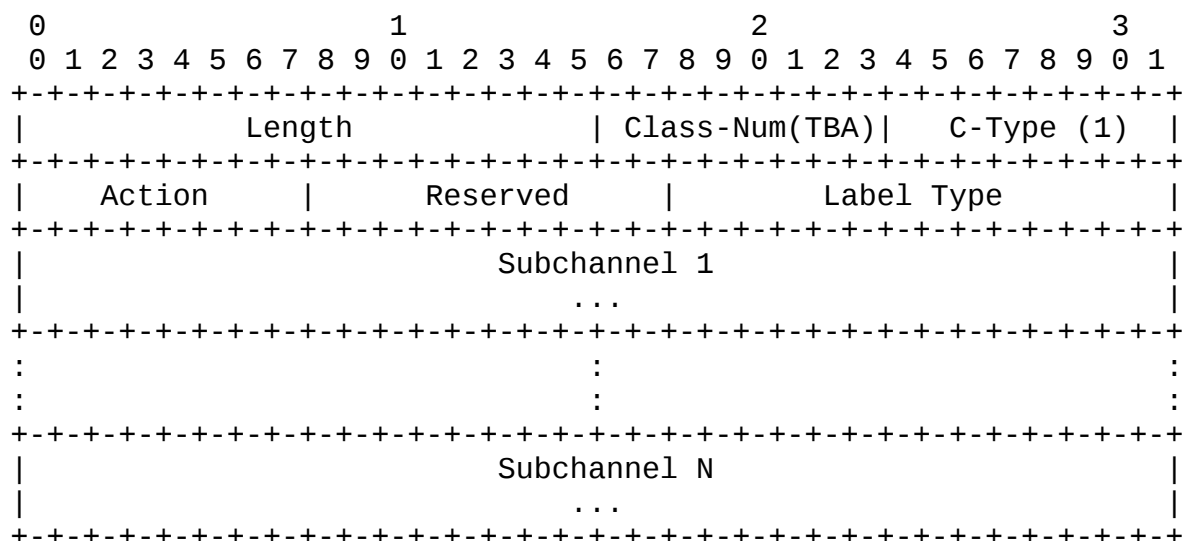 0                   1                   2                   3
 0 1 2 3 4 5 6 7 8 9 0 1 2 3 4 5 6 7 8 9 0 1 2 3 4 5 6 7 8 9 0 1
+-+-+-+-+-+-+-+-+-+-+-+-+-+-+-+-+-+-+-+-+-+-+-+-+-+-+-+-+-+-+-+-+
|            Length             | Class-Num(TBA)|   C-Type (1)  |
+-+-+-+-+-+-+-+-+-+-+-+-+-+-+-+-+-+-+-+-+-+-+-+-+-+-+-+-+-+-+-+-+
|    Action     |      Reserved     |        Label Type         |
+-+-+-+-+-+-+-+-+-+-+-+-+-+-+-+-+-+-+-+-+-+-+-+-+-+-+-+-+-+-+-+-+
|                          Subchannel 1                         |
|                              ...                              |
+-+-+-+-+-+-+-+-+-+-+-+-+-+-+-+-+-+-+-+-+-+-+-+-+-+-+-+-+-+-+-+-+
:                               :                               :
:                               :                               :
+-+-+-+-+-+-+-+-+-+-+-+-+-+-+-+-+-+-+-+-+-+-+-+-+-+-+-+-+-+-+-+-+
|                          Subchannel N                         |
|                              ...                              |
+-+-+-+-+-+-+-+-+-+-+-+-+-+-+-+-+-+-+-+-+-+-+-+-+-+-+-+-+-+-+-+-+